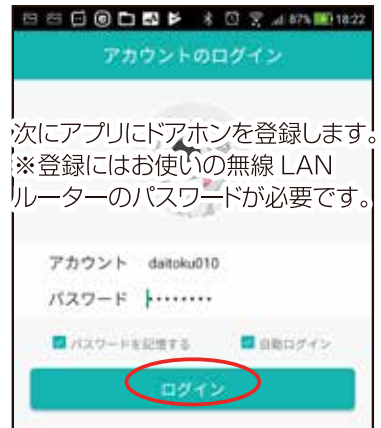 87% 18:22
アカウントのログイン
次にアプリにドアホンを登録します。
※登録にはお使いの無線 LAN
ルーターのパスワードが必要です。
アカウント daitoku010
パスワード ········
パスワードを記憶する 自動ログイン
ログイン